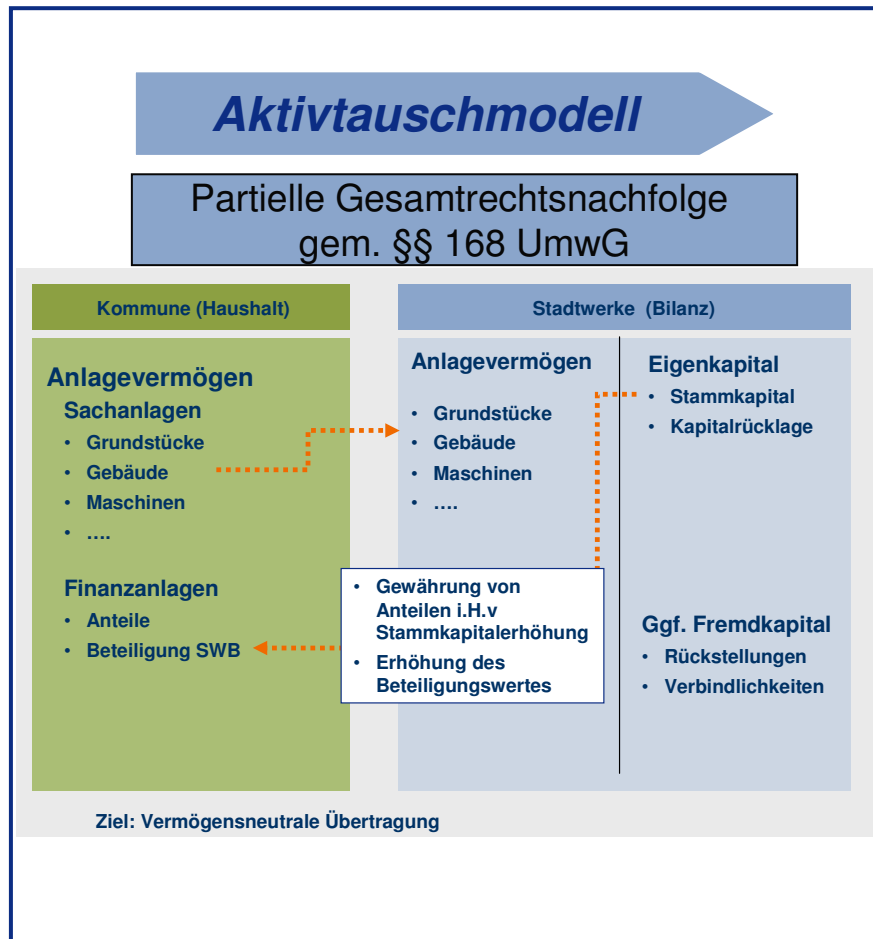 Aktivtauschmodell
Partielle Gesamtrechtsnachfolge
gem. §§ 168 UmwG
Kommune (Haushalt)
Anlagevermögen
Sachanlagen
• Grundstücke
• Gebäude
• Maschinen
• ....
Finanzanlagen
• Anteile
• Beteiligung SWB
Stadtwerke (Bilanz)
Anlagevermögen
• Grundstücke
• Gebäude
• Maschinen
• ....
Eigenkapital
• Stammkapital
• Kapitalrücklage
• Gewährung von
Anteilen i.H.v
Stammkapitalerhöhung
• Erhöhung des
Beteiligungswertes
Ggf. Fremdkapital
• Rückstellungen
• Verbindlichkeiten
Ziel: Vermögensneutrale Übertragung